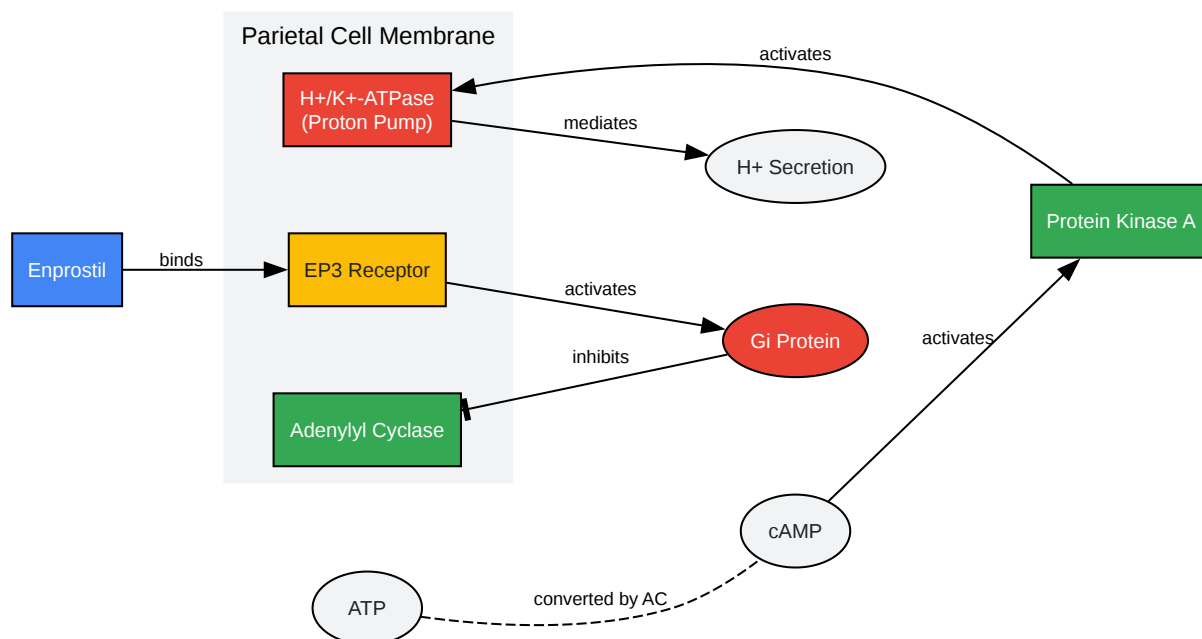 Parietal Cell Membrane
activates
H+/K+-ATPase
(Proton Pump)
mediates
H+ Secretion
Protein Kinase A
Enprostil
binds
EP3 Receptor
activates
Gi Protein
activates
inhibits
Adenylyl Cyclase
cAMP
converted by AC
ATP